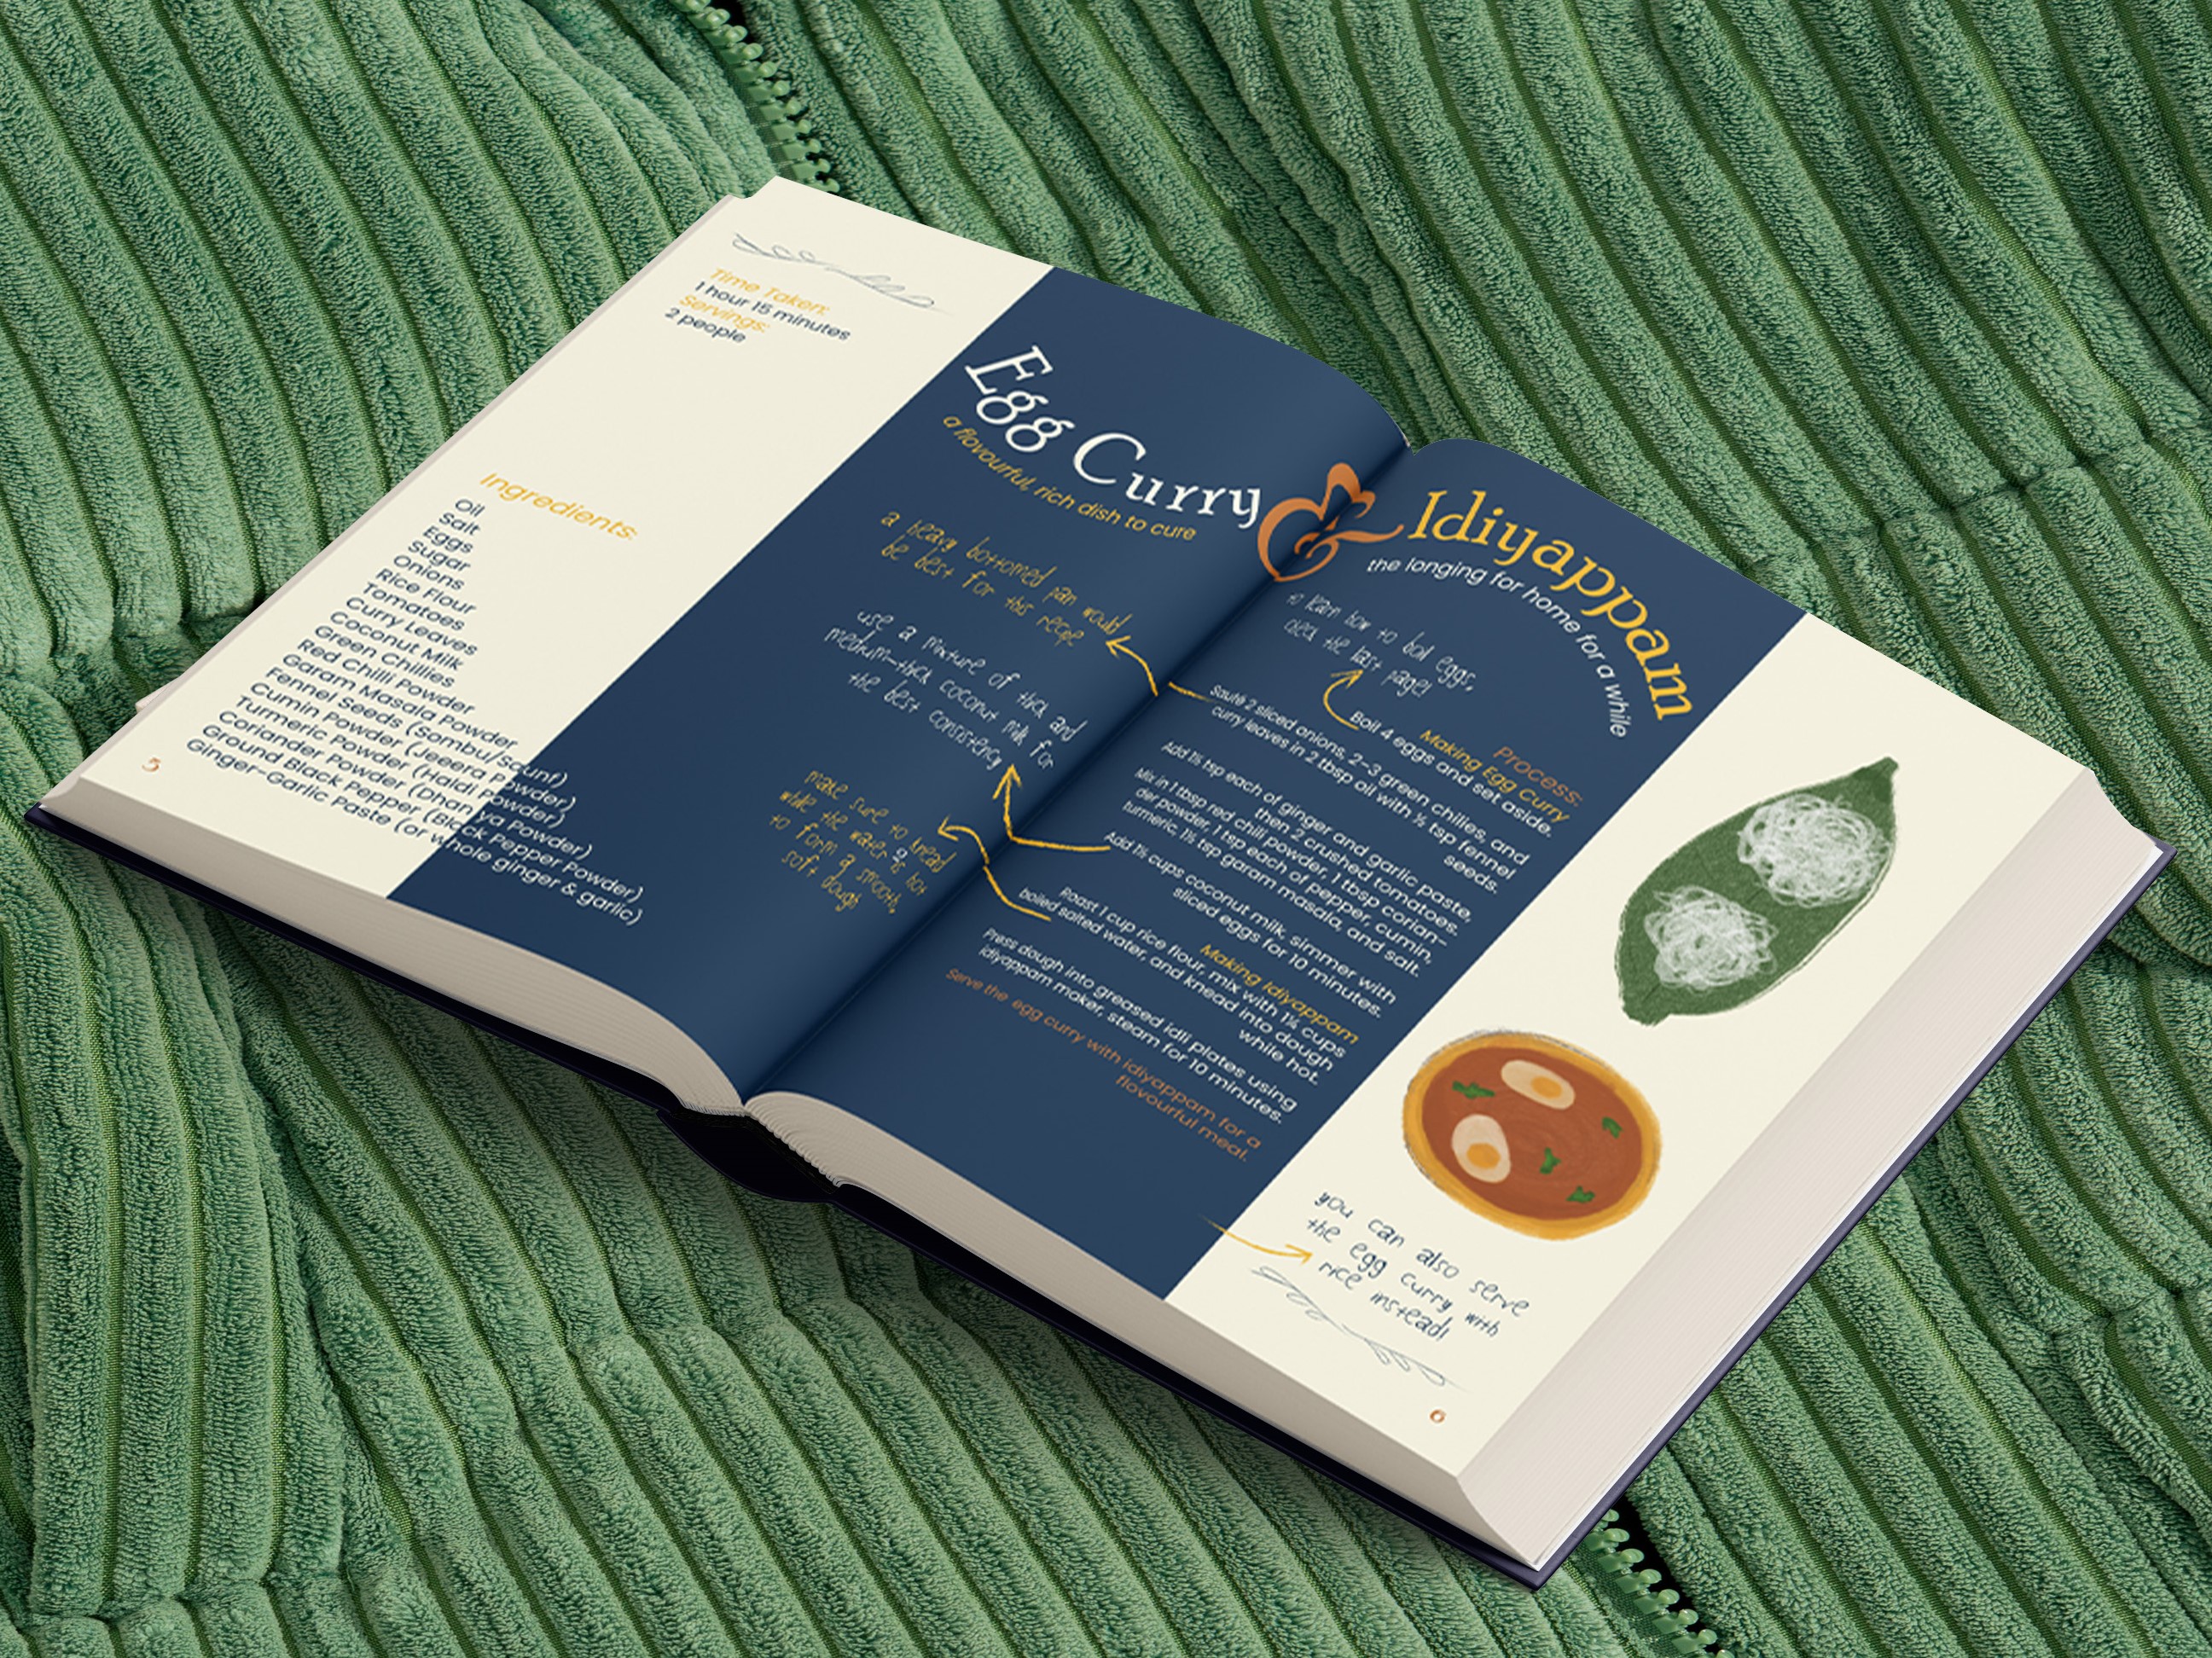 Time Taken:
1 hour 15 minutes
Servings:
2 people
Ingredients:
Oil
Salt
Eggs
Sugar
Onions
Rice Flour
Tomatoes
Curry Leaves
Coconut Milk
Green Chillies
Red Chilli Powder
Garam Masala Powder
Fennel Seeds (Sombu/Saunf)
Cumin Powder (Jeeera Powder)
Turmeric Powder (Haldi Powder)
Coriander Powder (Dhaniya Powder)
Ground Black Pepper (Black Pepper Powder)
Ginger-Garlic Paste (or whole ginger & garlic)
5
Egg Curry
a flavourful, rich dish to cure
a heavy bottomed pan would
be best for this recipe
use a mixture of thick and
medium-thick coconut milk for
the best consistency
make sure to knead
while the water is hot
to form a smooth,
soft dough
&
Idiyappam
the longing for home for a while
to learn how to boil eggs,
check the last page!
Process:
Making Egg Curry
Boil 4 eggs and set aside.
Sauté 2 sliced onions, 2-3 green chilies, and
curry leaves in 2 tbsp oil with ½ tsp fennel
seeds.
Add 1½ tsp each of ginger and garlic paste,
then 2 crushed tomatoes.
Mix in 1 tbsp red chili powder, 1 tbsp corian-
der powder, 1 tsp each of pepper, cumin,
turmeric, 1½ tsp garam masala, and salt.
Add 1½ cups coconut milk, simmer with
sliced eggs for 10 minutes.
Making Idiyappam
Roast 1 cup rice flour, mix with 1¼ cups
boiled salted water, and knead into dough
while hot.
Press dough into greased idli plates using
idiyappam maker, steam for 10 minutes.
Serve the egg curry with idiyappam for a
flovourful meal.
you can also serve
the egg curry with
rice instead!
6